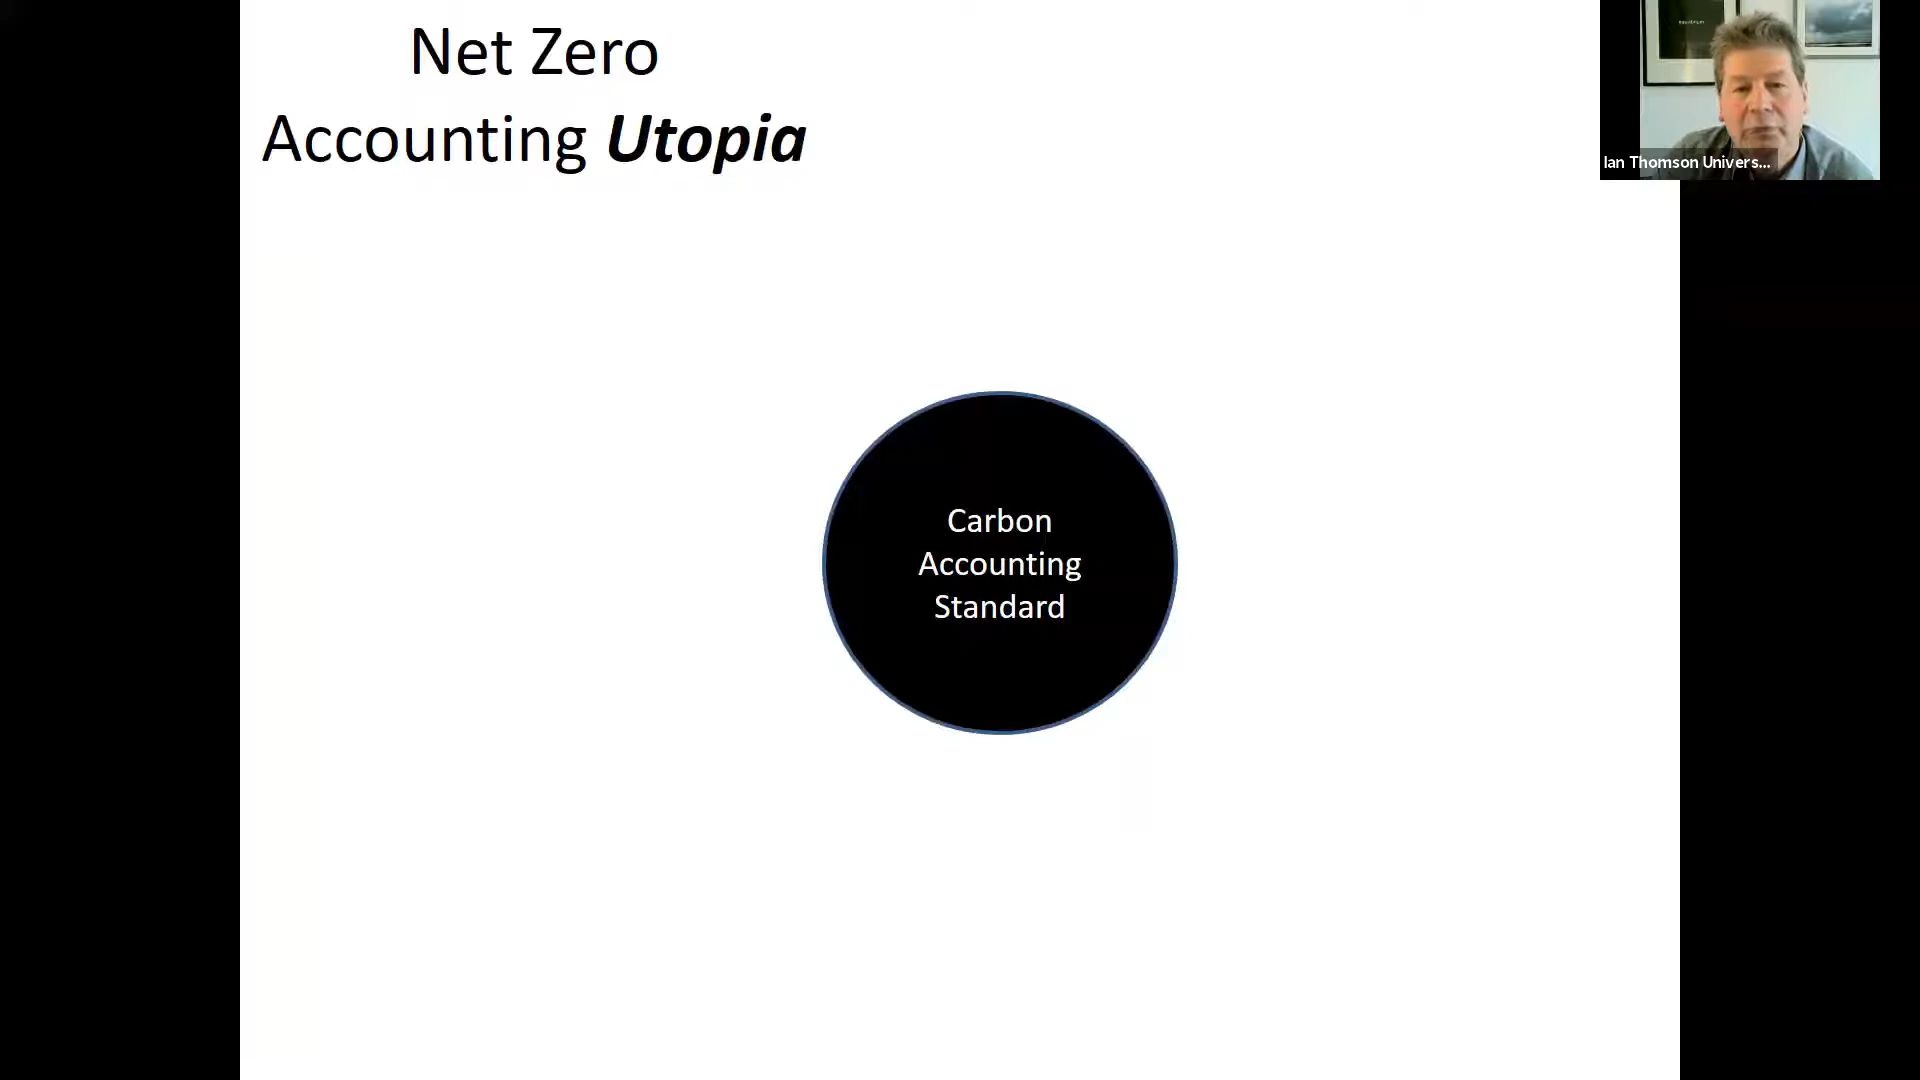 Net Zero
Accounting Utopia
Ian Thomson Univers...
Carbon
Accounting
Standard